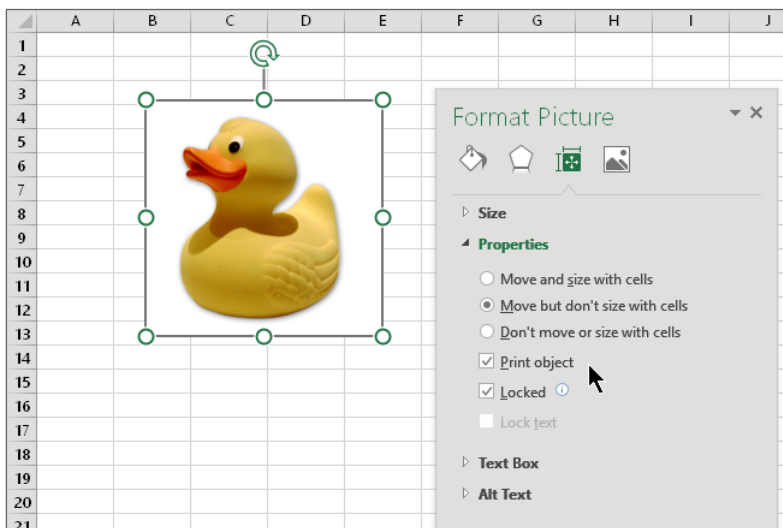 A B C D E F G H I J
1
2
3
4
5
6
7
8
9
10
11
12
13
14
15
16
17
18
19
20
21
Format Picture
Size
Properties
Move and size with cells
Move but don't size with cells
Don't move or size with cells
Print object
Locked
Lock text
Text Box
Alt Text